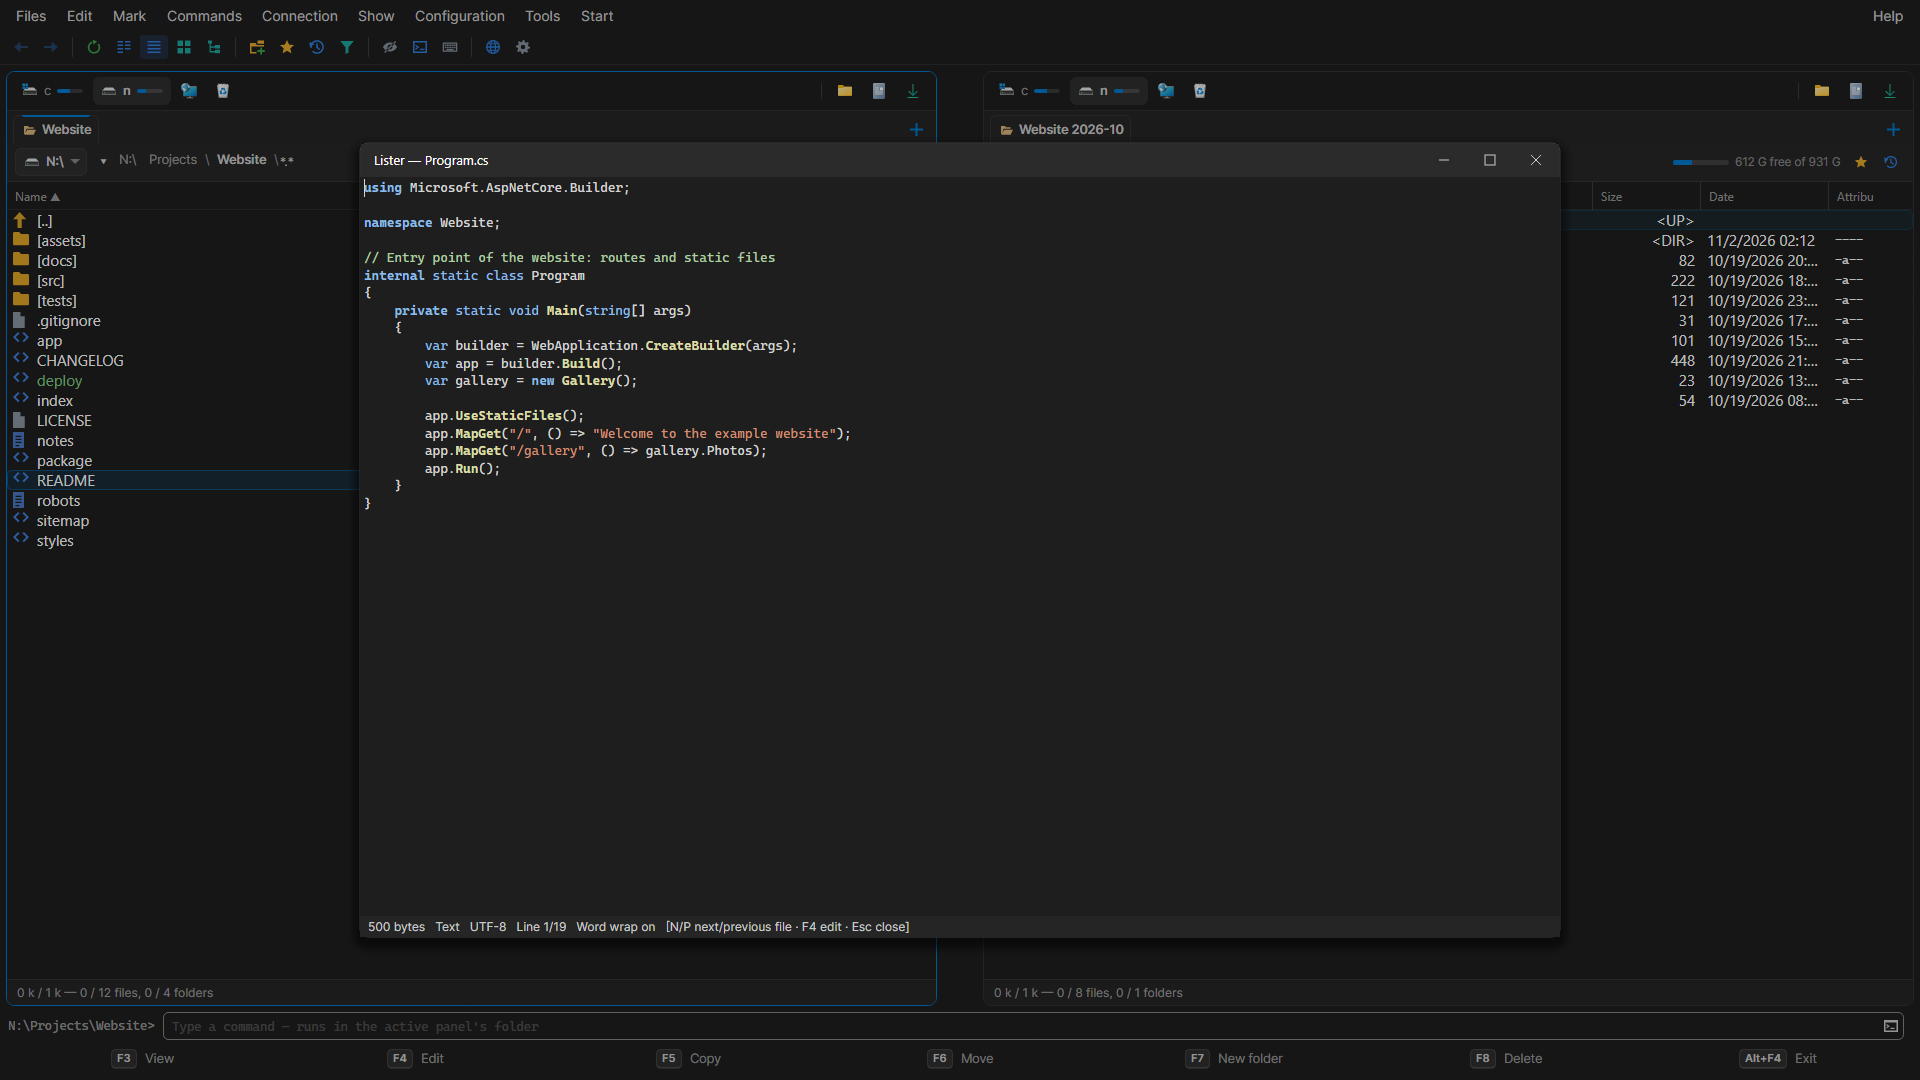 Files Edit Mark Commands Connection Show Configuration Tools Start Help
c n
c n
Website
Website 2026-10
N:\ N:\ Projects \ Website \*.*
612 G free of 931 G
Name
Size Date Attribu
[..]
[assets]
[docs]
[src]
[tests]
.gitignore
app
CHANGELOG
deploy
index
LICENSE
notes
package
README
robots
sitemap
styles
Lister — Program.cs
using Microsoft.AspNetCore.Builder;
namespace Website;
// Entry point of the website: routes and static files
internal static class Program
{
private static void Main(string[] args)
{
var builder = WebApplication.CreateBuilder(args);
var app = builder.Build();
var gallery = new Gallery();
app.UseStaticFiles();
app.MapGet("/", () => "Welcome to the example website");
app.MapGet("/gallery", () => gallery.Photos);
app.Run();
}
}
500 bytes Text UTF-8 Line 1/19 Word wrap on [N/P next/previous file · F4 edit · Esc close]
<UP>
<DIR> 11/2/2026 02:12 ----
82 10/19/2026 20:... -a--
222 10/19/2026 18:... -a--
121 10/19/2026 23:... -a--
31 10/19/2026 17:... -a--
101 10/19/2026 15:... -a--
448 10/19/2026 21:... -a--
23 10/19/2026 13:... -a--
54 10/19/2026 08:... -a--
0 k / 1 k — 0 / 12 files, 0 / 4 folders
0 k / 1 k — 0 / 8 files, 0 / 1 folders
N:\Projects\Website> Type a command — runs in the active panel's folder
F3 View F4 Edit F5 Copy F6 Move F7 New folder F8 Delete Alt+F4 Exit